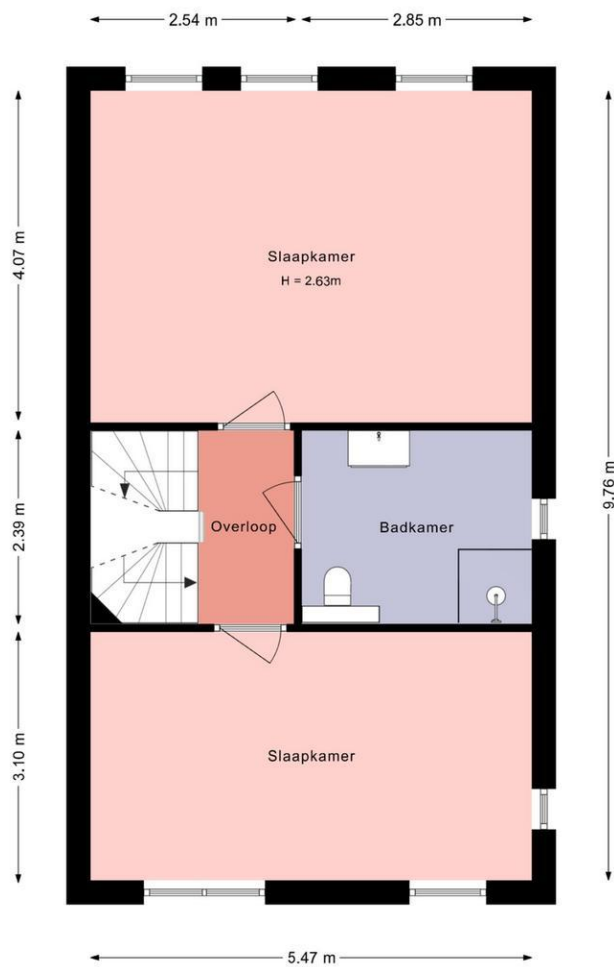 2.54 m
2.85 m
4.07 m
Slaapkamer
H = 2.63m
2.39 m
9.76 m
Overloop
Badkamer
3.10 m
Slaapkamer
5.47 m